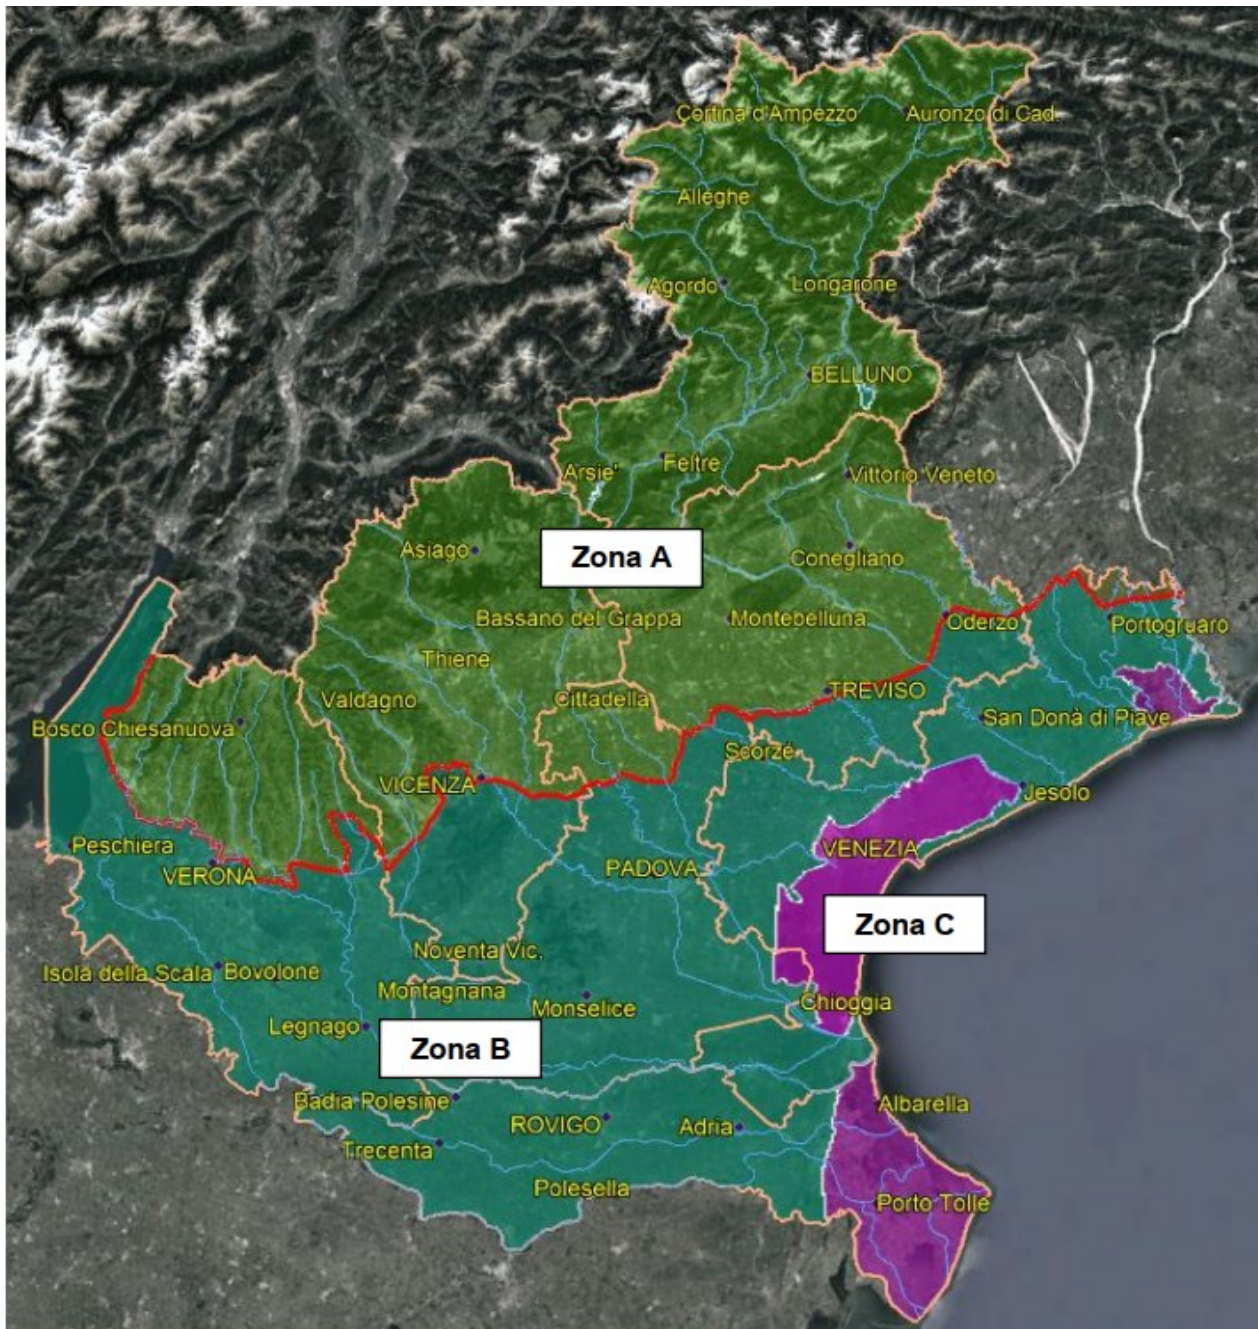 Cortina d'Ampezzo
Auronzo di Cad.
Alleghe
Agordo
Longarone
BELLUNO
Arsie'
Feltre
Vittorio Veneto
Asiago
Zona A
Conegliano
Bassano del Grappa
Montebelluna
Oderzo
Portogruaro
Thiene
Valdagno
Cittadella
TREVISO
Bosco Chiesanuova
San Donà di Piave
Scorzé
VICENZA
Jesolo
Peschiera
VERONA
PADOVA
VENEZIA
Zona C
Noventa Vic.
Isola della Scala
Bovolone
Montagnana
Monselice
Chioggia
Legnago
Zona B
Badia Polesine
ROVIGO
Adria
Albarella
Trecenta
Polesella
Porto Tolle